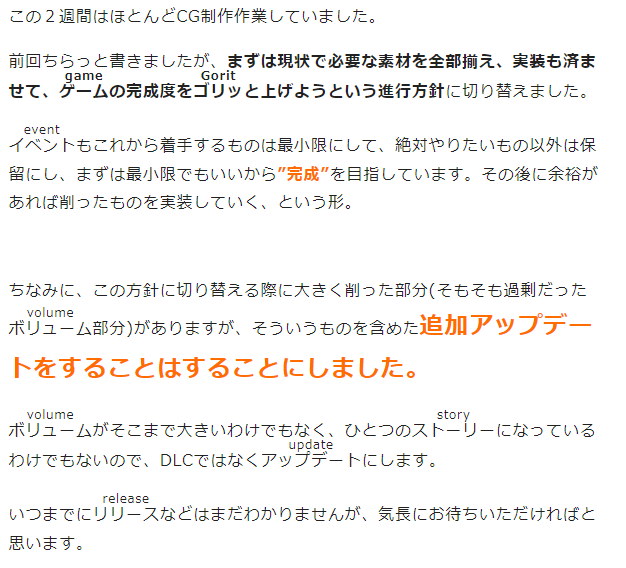 この２週間はほとんどCG制作作業していました。
前回ちらっと書きましたが、まずは現状で必要な素材を全部揃え、実装も済ま
game Gorit
せて、ゲームの完成度をゴリッと上げようという進行方針に切り替えました。
event
イベントもこれから着手するものは最小限にして、絶対やりたいもの以外は保
留にし、まずは最小限でもいいから”完成”を目指しています。その後に余裕が
あれば削ったものを実装していく、という形。
ちなみに、この方針に切り替える際に大きく削った部分(そもそも過剰だった
volume
ボリューム部分)がありますが、そういうものを含めた追加アップデー
トをすることはすることにしました。
volume story
ボリュームがそこまで大きいわけでもなく、ひとつのストーリーになっている
update
わけでもないので、DLCではなくアップデートにします。
release
いつまでにリリースなどはまだわかりませんが、気長にお待ちいただければと
思います。